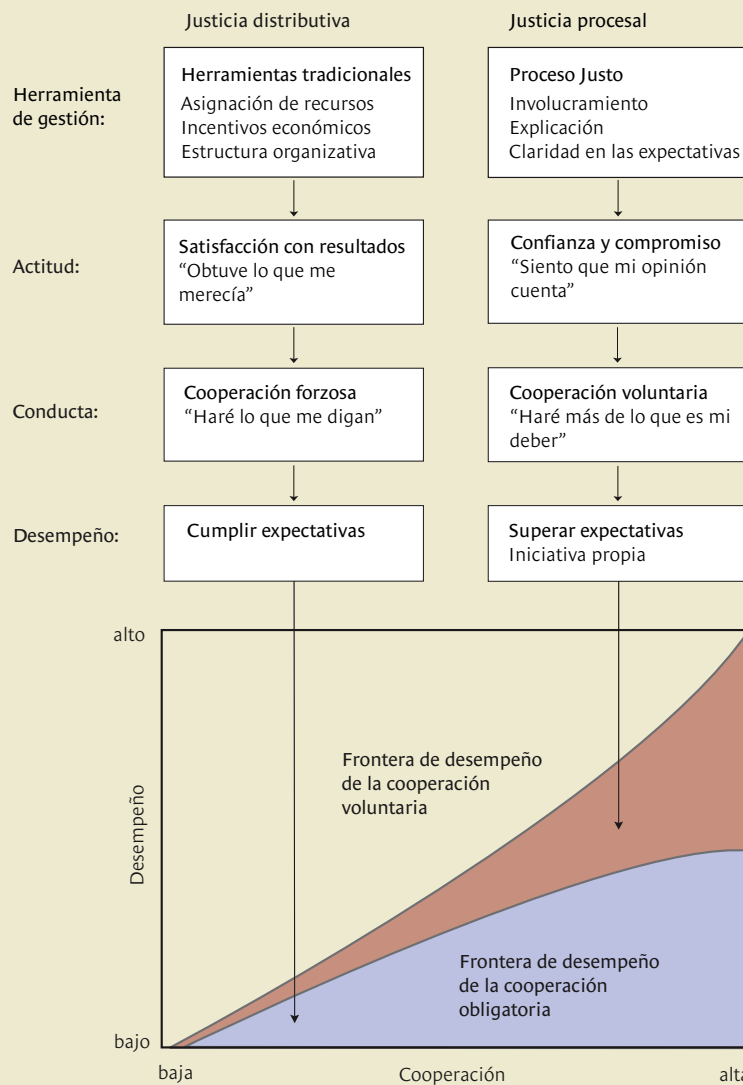 Justicia distributiva
Justicia procesal
Herramienta
de gestión:
Herramientas tradicionales
Asignación de recursos
Incentivos económicos
Estructura organizativa
Proceso Justo
Involucramiento
Explicación
Claridad en las expectativas
Actitud:
Satisfacción con resultados
“Obtuve lo que me
merecía”
Confianza y compromiso
“Siento que mi opinión
cuenta”
Conducta:
Cooperación forzosa
“Haré lo que me digan”
Cooperación voluntaria
“Haré más de lo que es mi
deber”
Desempeño:
Cumplir expectativas
Superar expectativas
Iniciativa propia
alto
Frontera de desempeño
de la cooperación
voluntaria
Desempeño
Frontera de desempeño
de la cooperación
obligatoria
bajo
baja
Cooperación
alta